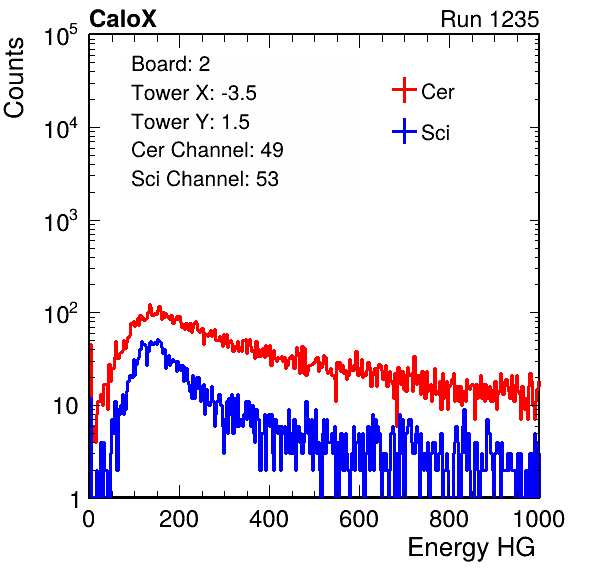 CaloX Run 1235
Counts
10^5
10^4
10^3
10^2
10
1
Board: 2
Tower X: -3.5
Tower Y: 1.5
Cer Channel: 49
Sci Channel: 53
Cer
Sci
0 200 400 600 800 1000
Energy HG